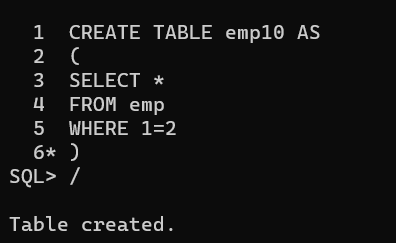 1 CREATE TABLE emp10 AS
2 (
3 SELECT *
4 FROM emp
5 WHERE 1=2
6* )
SQL> /
Table created.